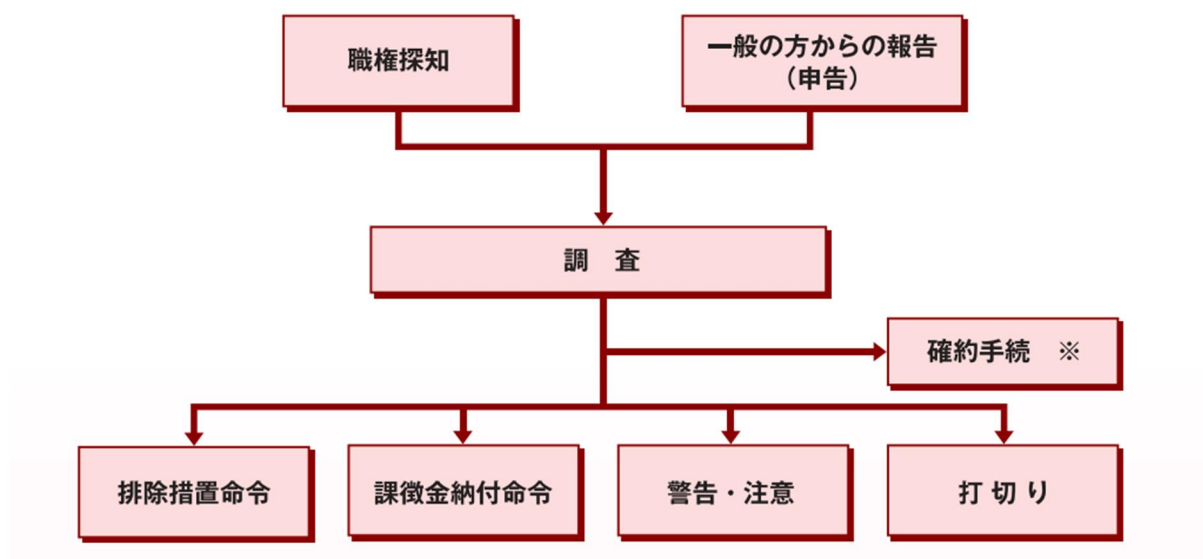 職権探知
一般の方からの報告
（申告）
調　査
確約手続　※
排除措置命令
課徴金納付命令
警告・注意
打 切 り